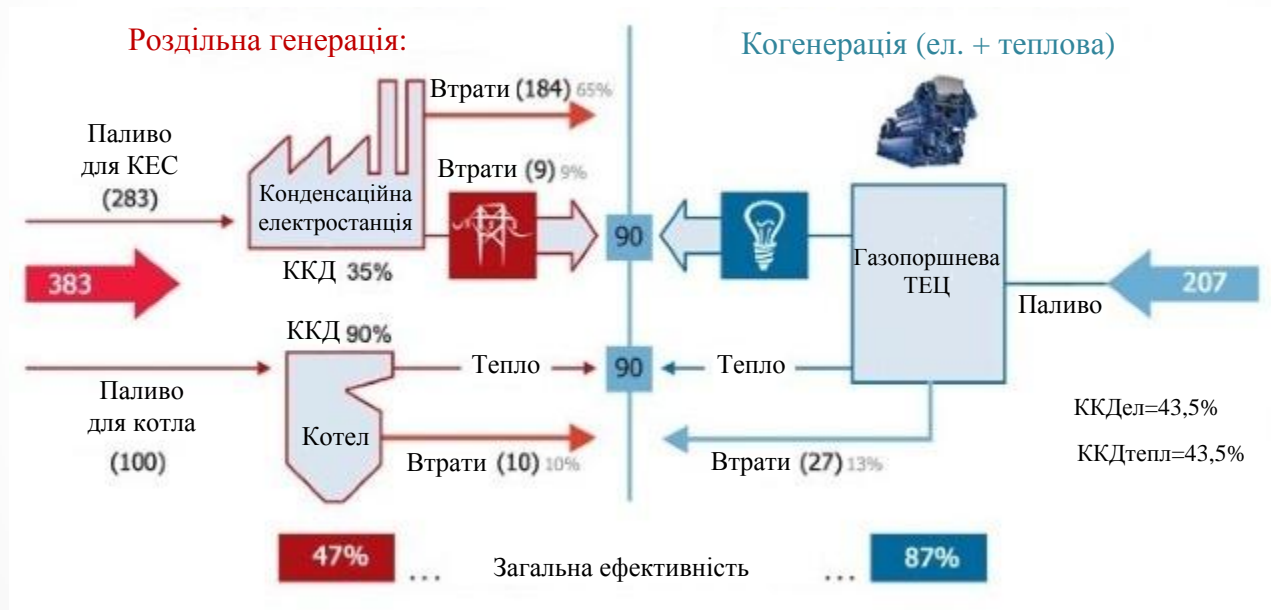 Роздільна генерація:
Когенерація (ел. + теплова)
Втрати (184) 65%
Паливо
для КЕС
(283)
Втрати (9) 9%
Конденсаційна
електростанція
ККД 35%
90
383
Газопоршнева
ТЕЦ
Паливо
207
ККД 90%
Тепло
90
Тепло
Паливо
для котла
(100)
Котел
Втрати (10) 10%
Втрати (27) 13%
ККДел=43,5%
ККДтепл=43,5%
47%
...
Загальна ефективність
...
87%